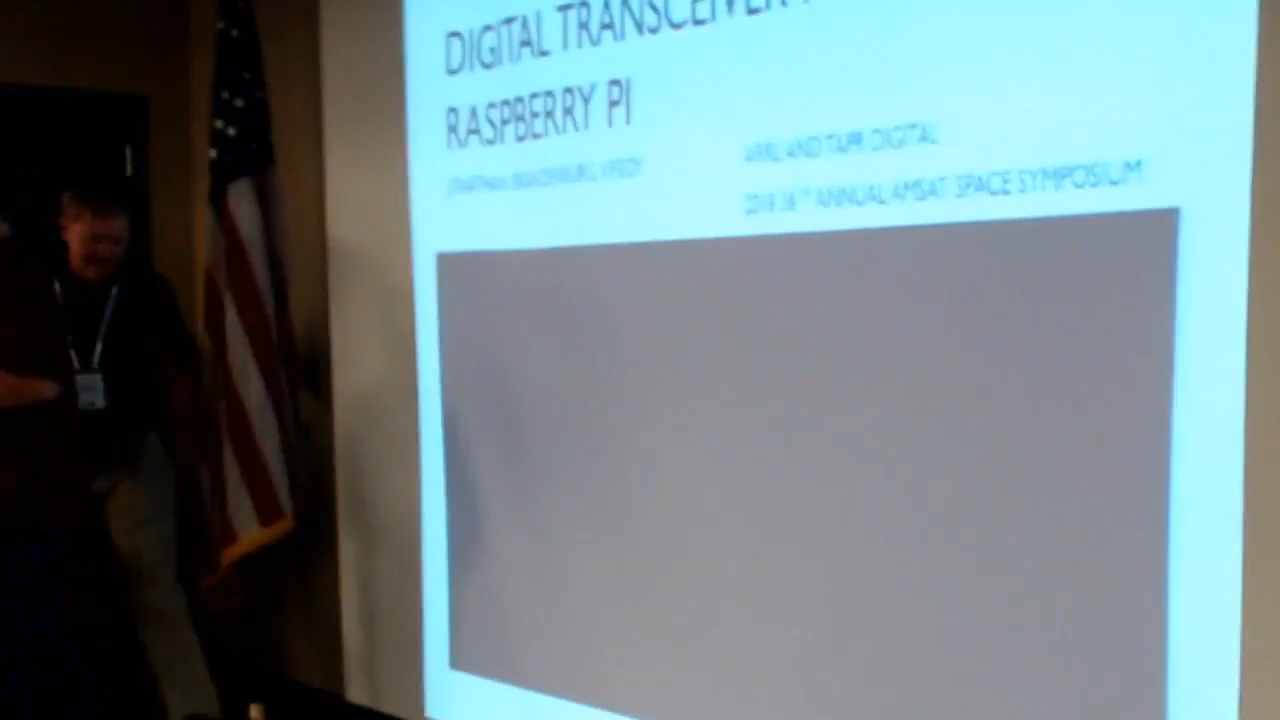 DIGITAL TRANSCEIVER
RASPBERRY PI
ARRL AND TAPR DIGITAL
ANNUAL AMSAT SPACE SYMPOSIUM